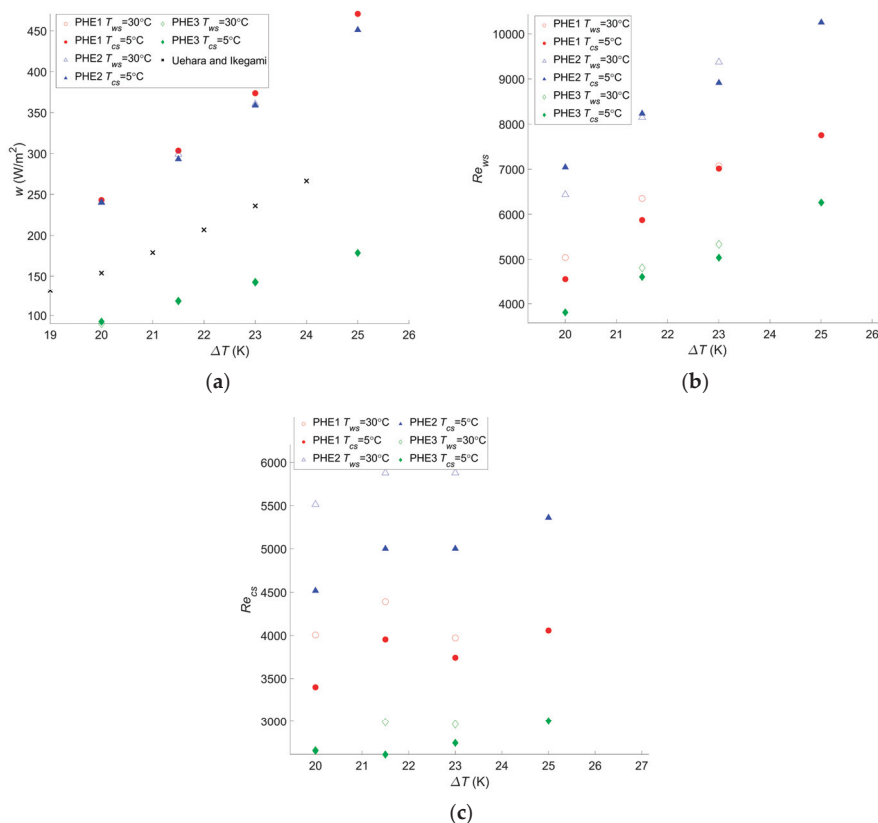 PHE1 Tws=30°C
PHE1 Tcs=5°C
PHE2 Tws=30°C
PHE2 Tcs=5°C
PHE3 Tws=30°C
PHE3 Tcs=5°C
Uehara and Ikegami
450
400
350
300
250
200
150
100
w (W/m²)
19 20 21 22 23 24 25 26
ΔT (K)
(a)
PHE1 Tws=30°C
PHE1 Tcs=5°C
PHE2 Tws=30°C
PHE2 Tcs=5°C
PHE3 Tws=30°C
PHE3 Tcs=5°C
10000
9000
8000
7000
6000
5000
4000
Rews
20 21 22 23 24 25 26
ΔT (K)
(b)
PHE1 Tws=30°C
PHE1 Tcs=5°C
PHE2 Tws=30°C
PHE2 Tcs=5°C
PHE3 Tws=30°C
PHE3 Tcs=5°C
6000
5500
5000
4500
4000
3500
3000
Recs
20 21 22 23 24 25 26 27
ΔT (K)
(c)